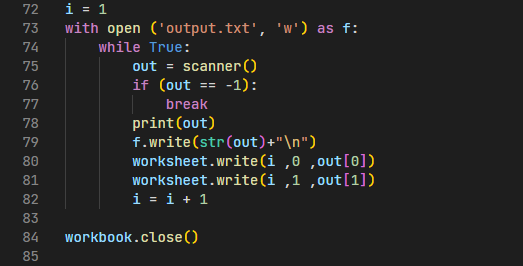 72 i = 1
73 with open ('output.txt', 'w') as f:
74     while True:
75         out = scanner()
76         if (out == -1):
77             break
78         print(out)
79         f.write(str(out)+"\n")
80         worksheet.write(i ,0 ,out[0])
81         worksheet.write(i ,1 ,out[1])
82         i = i + 1
83
84 workbook.close()
85